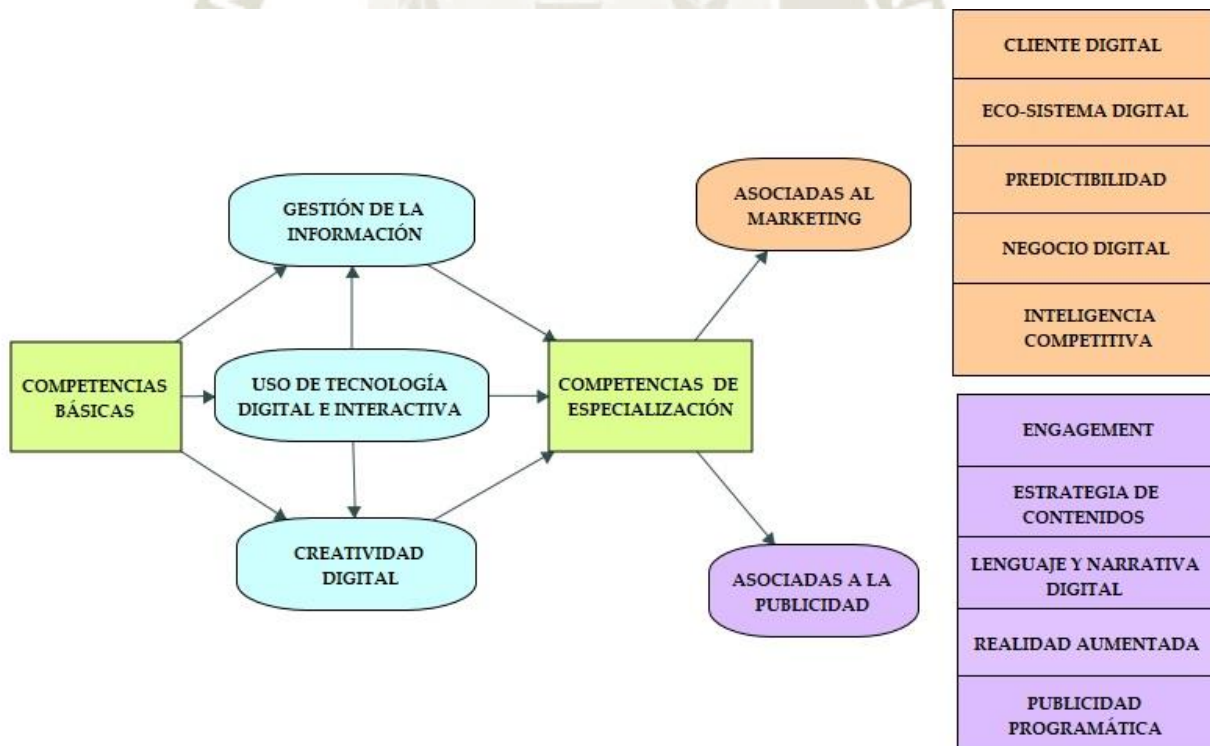 COMPETENCIAS
BÁSICAS
GESTIÓN DE LA
INFORMACIÓN
USO DE TECNOLOGÍA
DIGITAL E INTERACTIVA
CREATIVIDAD
DIGITAL
COMPETENCIAS DE
ESPECIALIZACIÓN
ASOCIADAS AL
MARKETING
ASOCIADAS A LA
PUBLICIDAD
CLIENTE DIGITAL
ECO-SISTEMA DIGITAL
PREDICTIBILIDAD
NEGOCIO DIGITAL
INTELIGENCIA
COMPETITIVA
ENGAGEMENT
ESTRATEGIA DE
CONTENIDOS
LENGUAJE Y NARRATIVA
DIGITAL
REALIDAD AUMENTADA
PUBLICIDAD
PROGRAMÁTICA